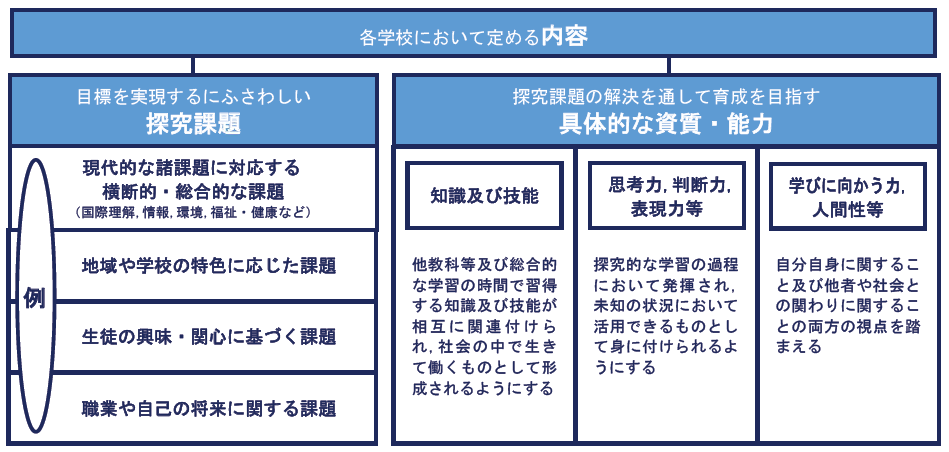 各学校において定める内容
目標を実現するにふさわしい
探究課題
探究課題の解決を通して育成を目指す
具体的な資質・能力
例
現代的な諸課題に対応する
横断的・総合的な課題
（国際理解, 情報, 環境, 福祉・健康など）
地域や学校の特色に応じた課題
生徒の興味・関心に基づく課題
職業や自己の将来に関する課題
知識及び技能
他教科等及び総合的
な学習の時間で習得
する知識及び技能が
相互に関連付けら
れ, 社会の中で生き
て働くものとして形
成されるようにする
思考力, 判断力,
表現力等
探究的な学習の過程
において発揮され,
未知の状況において
活用できるものとし
て身に付けられるよ
うにする
学びに向かう力,
人間性等
自分自身に関するこ
と及び他者や社会と
の関わりに関するこ
との両方の視点を踏
まえる